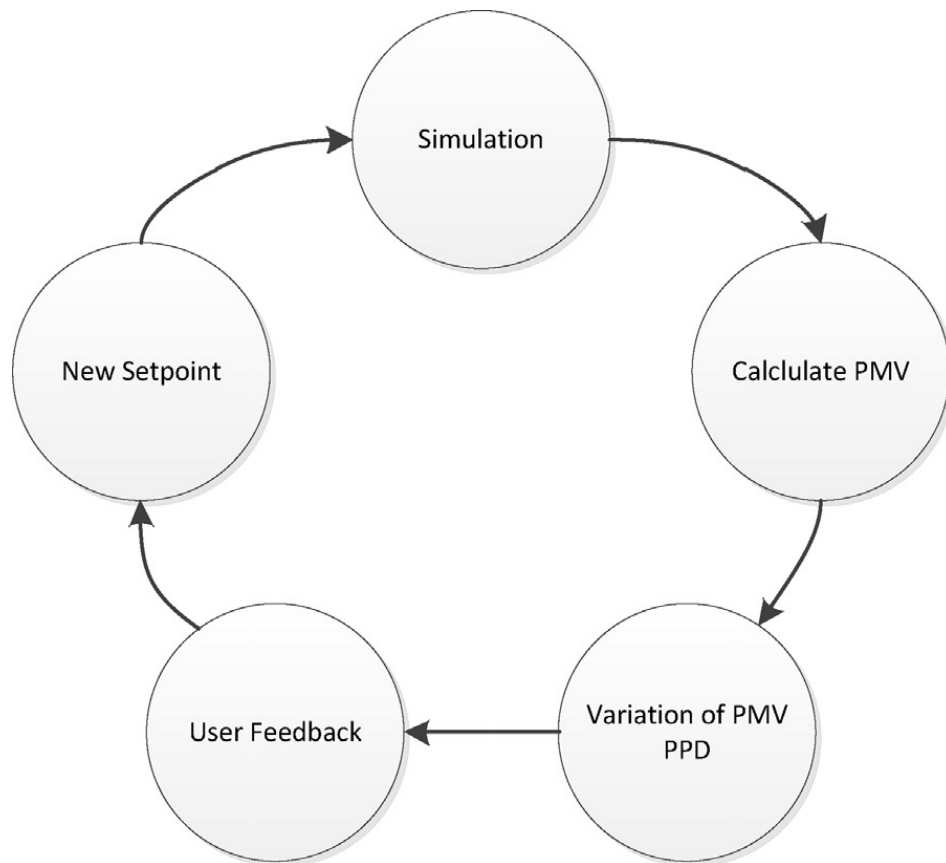 Simulation
Calclulate PMV
Variation of PMV
PPD
User Feedback
New Setpoint